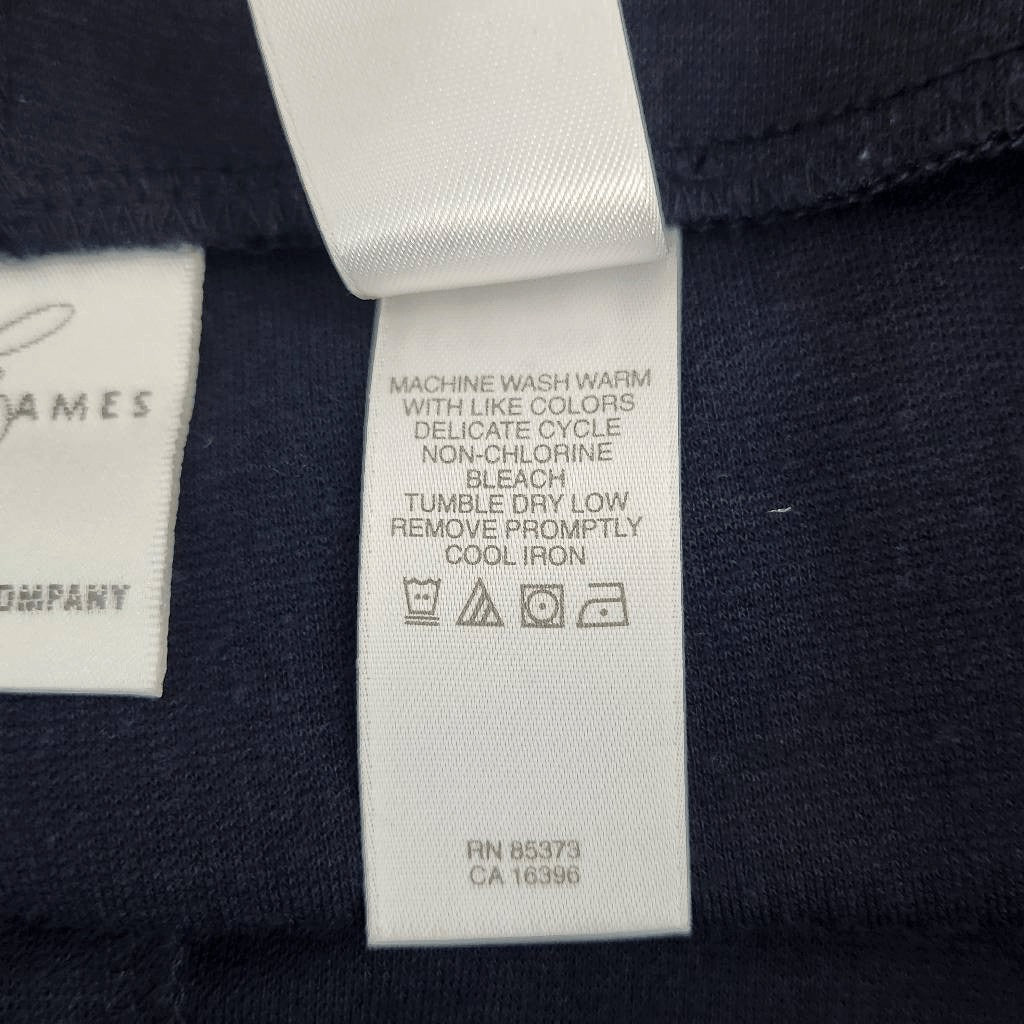 AMES
OMPANY
MACHINE WASH WARM
WITH LIKE COLORS
DELICATE CYCLE
NON-CHLORINE
BLEACH
TUMBLE DRY LOW
REMOVE PROMPTLY
COOL IRON
RN 85373
CA 16396